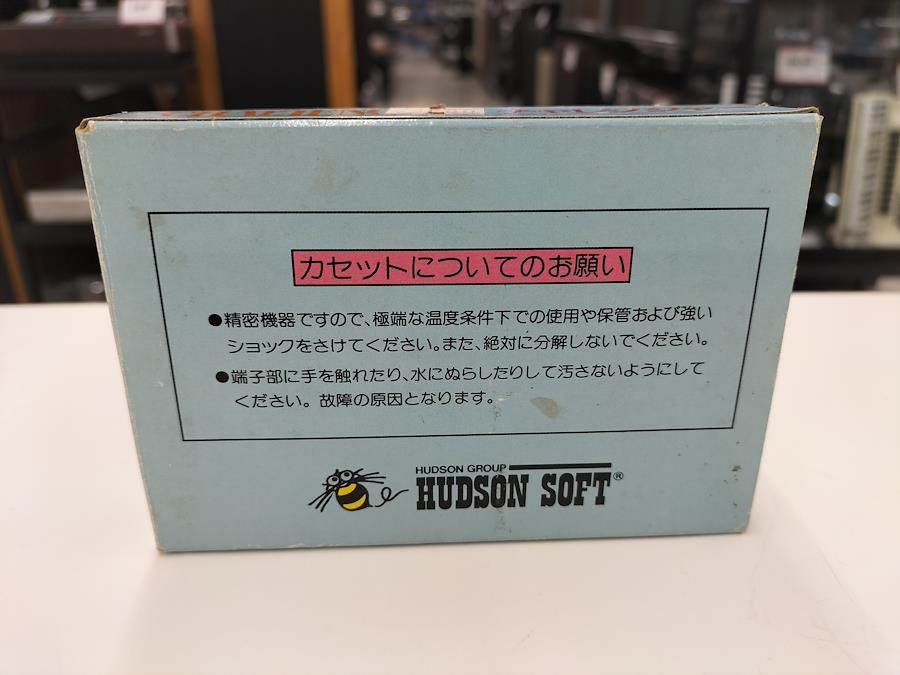 カセットについてのお願い
●精密機器ですので、極端な温度条件下での使用や保管および強い
ショックをさけてください。また、絶対に分解しないでください。
●端子部に手を触れたり、水にぬらしたりして汚さないようにして
ください。故障の原因となります。
HUDSON GROUP
HUDSON SOFT®